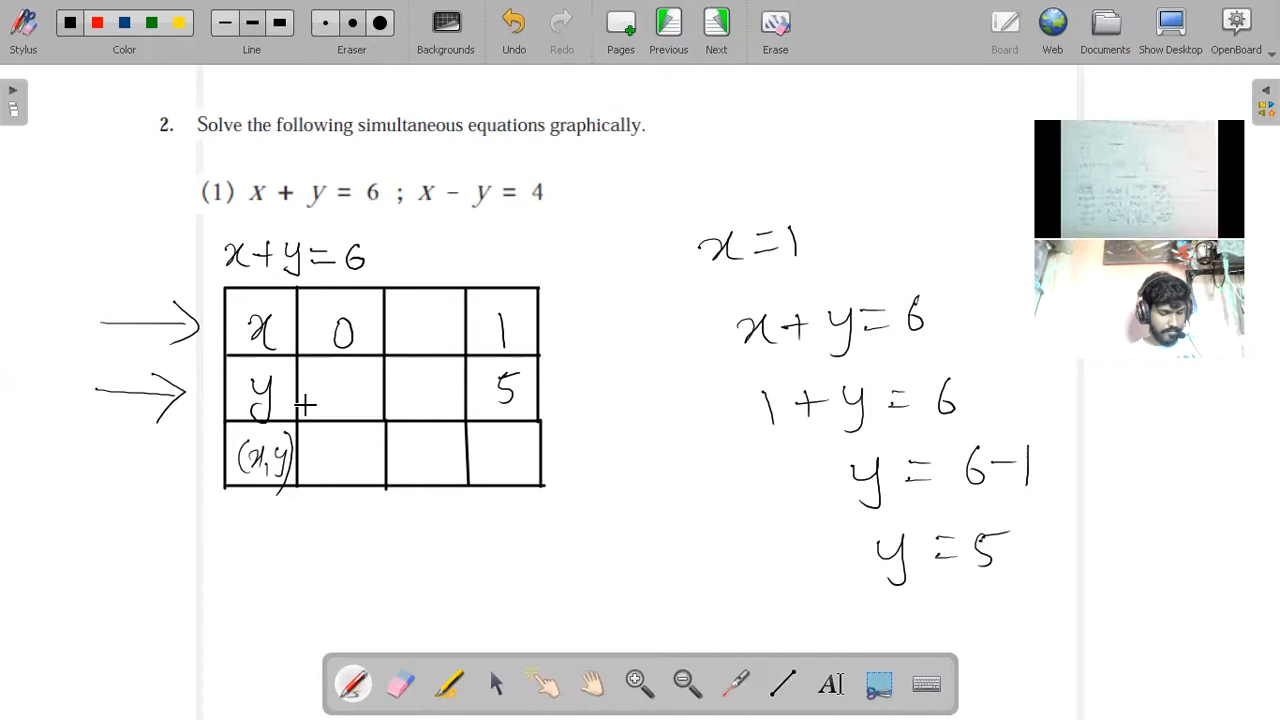 Stylus Color Line Eraser Backgrounds Undo Redo Pages Previous Next Erase Board Web Documents Show Desktop OpenBoard
2. Solve the following simultaneous equations graphically.
(1) x + y = 6 ; x - y = 4
x+y=6
x 0 1
y 5
(x,y)
x=1
x+y=6
1+y=6
y=6-1
y=5
AI